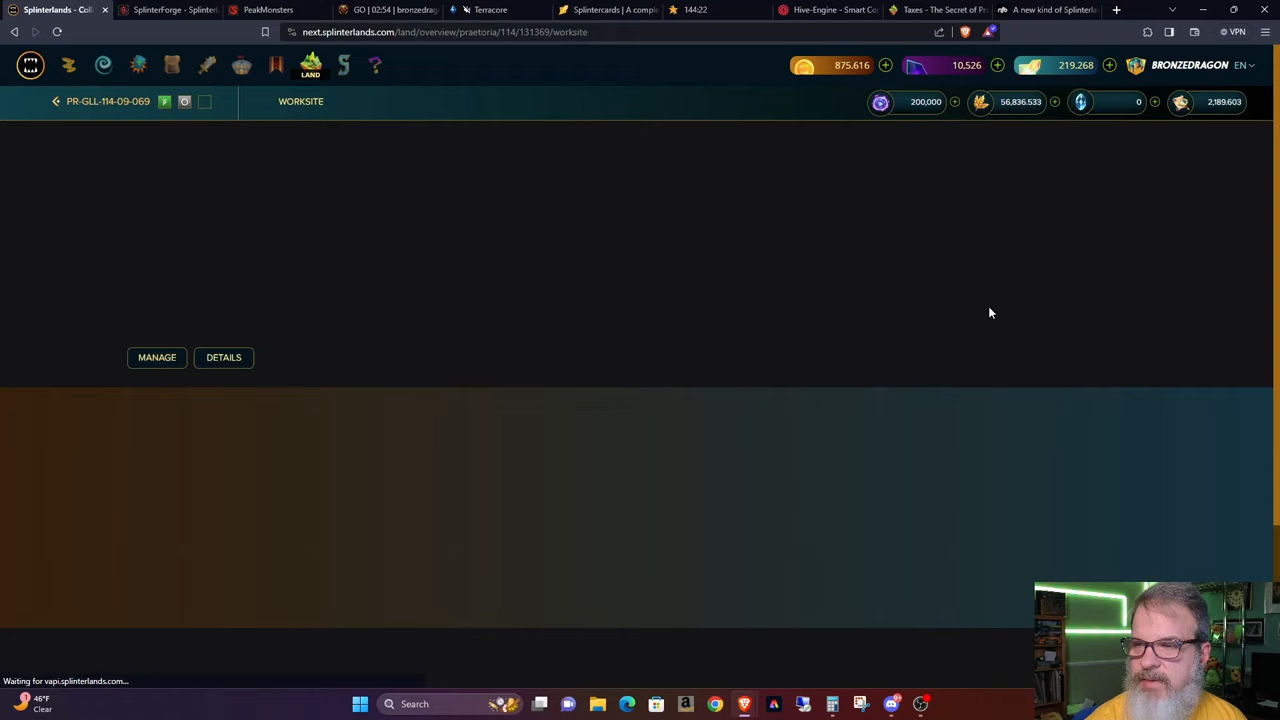 Splinterlands - Coll
SplinterForge - Splinterl
PeakMonsters
GO | 02:54 | bronzedrag
Terracore
Splintercards | A comple
144:22
Hive-Engine - Smart Co
Taxes - The Secret of Pr
A new kind of Splinterla
next.splinterlands.com/land/overview/praetoria/114/131369/worksite
VPN
LAND
875.616
10,526
219.268
BRONZEDRAGON
EN
PR-GLL-114-09-069
WORKSITE
200,000
56,836.533
0
2,189.603
MANAGE
DETAILS
Waiting for vapi.splinterlands.com...
1
46°F
Clear
Search